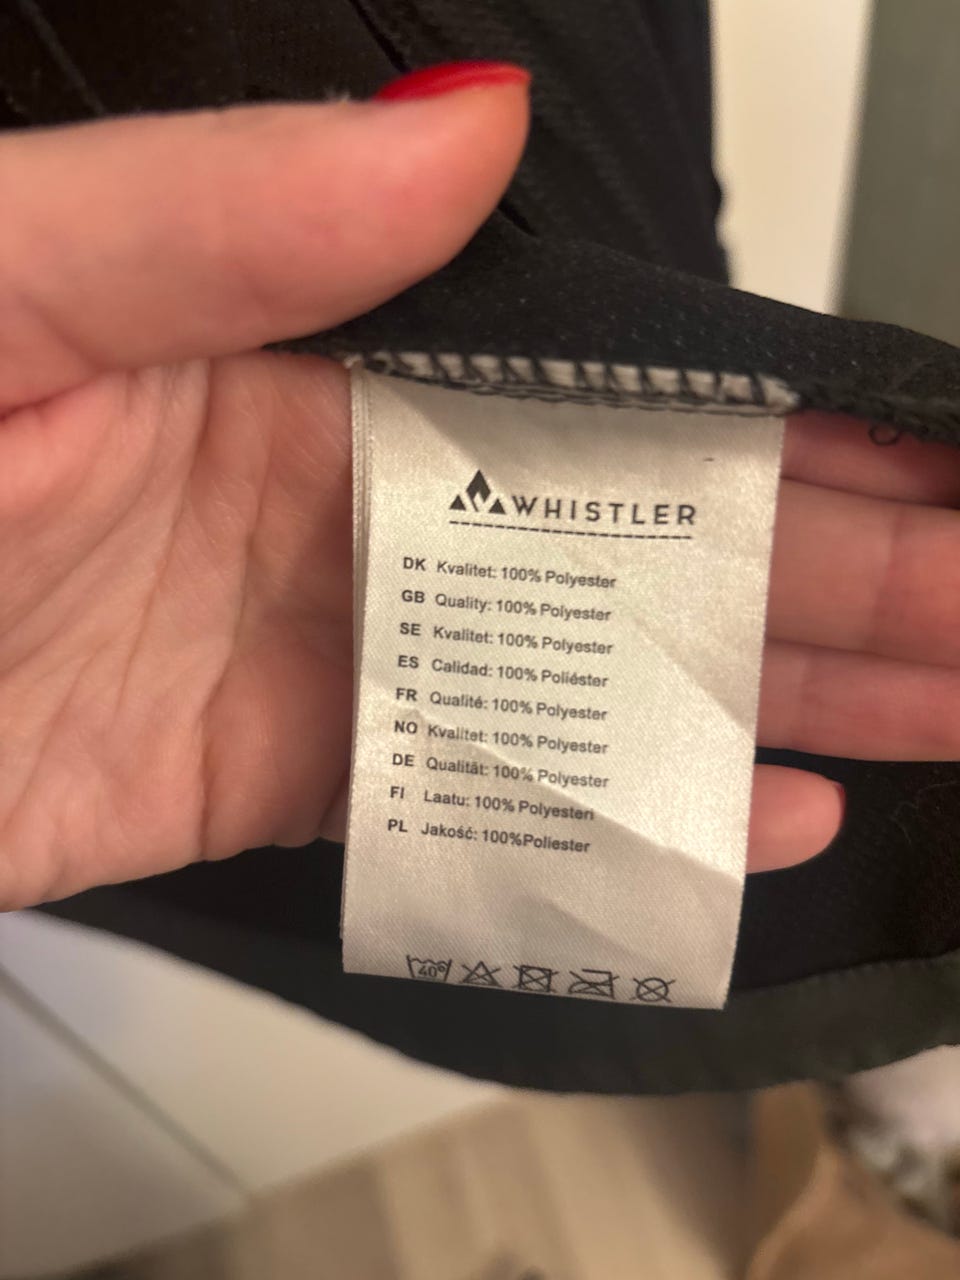 WHISTLER
DK Kvalitet: 100% Polyester
GB Quality: 100% Polyester
SE Kvalitet: 100% Polyester
ES Calidad: 100% Poliéster
FR Qualité: 100% Polyester
NO Kvalitet: 100% Polyester
DE Qualität: 100% Polyester
FI Laatu: 100% Polyesteri
PL Jakość: 100%Poliester
40°